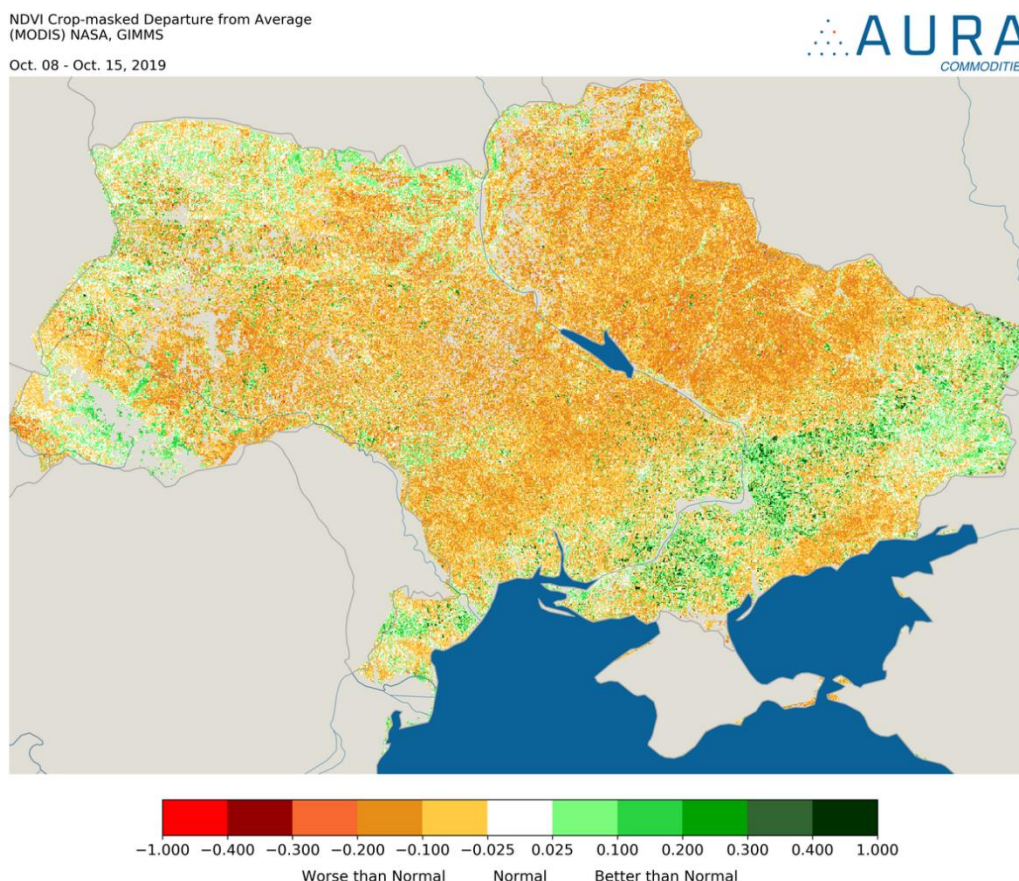 NDVI Crop-masked Departure from Average
(MODIS) NASA, GIMMS
Oct. 08 - Oct. 15, 2019
AURA
COMMODITIE
−1.000 −0.400 −0.300 −0.200 −0.100 −0.025 0.025 0.100 0.200 0.300 0.400 1.000
Worse than Normal Normal Better than Normal